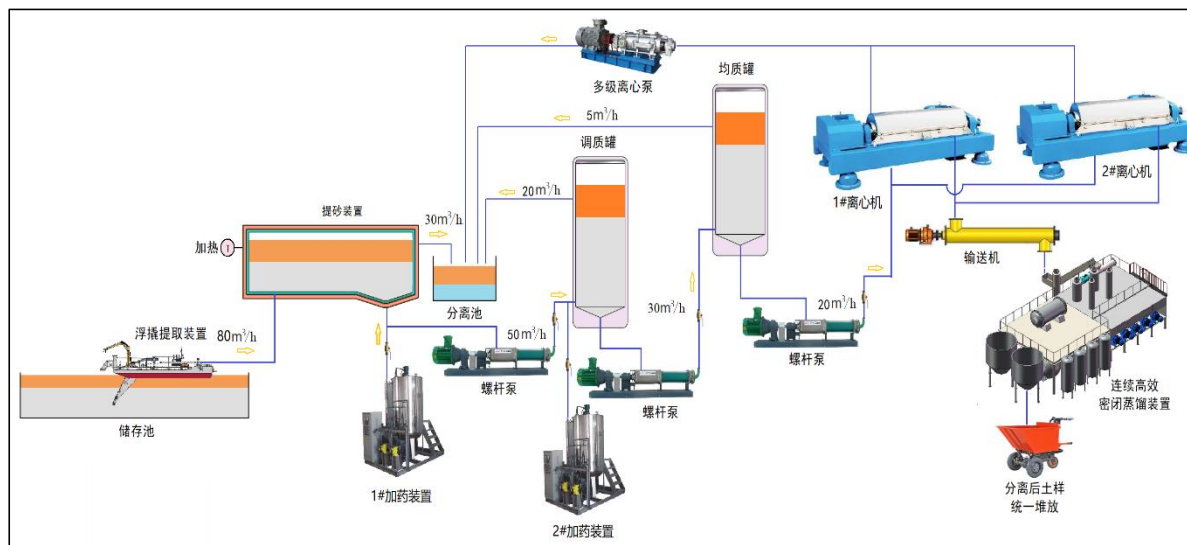 多级离心泵
均质罐
5m³/h
调质罐
20m³/h
1#离心机
2#离心机
提砂装置
30m³/h
加热
T
分离池
输送机
浮撬提取装置
80m³/h
50m³/h
30m³/h
20m³/h
螺杆泵
螺杆泵
螺杆泵
储存池
连续高效
密闭蒸馏装置
1#加药装置
2#加药装置
分离后土样
统一堆放